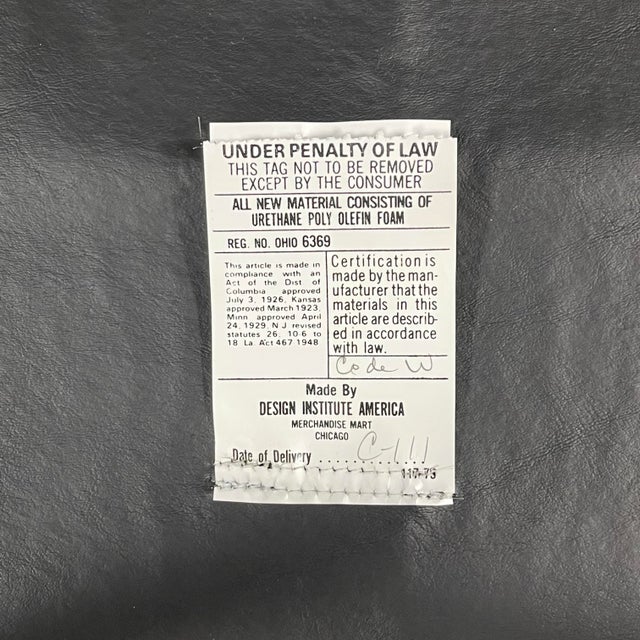 UNDER PENALTY OF LAW
THIS TAG NOT TO BE REMOVED
EXCEPT BY THE CONSUMER
ALL NEW MATERIAL CONSISTING OF
URETHANE POLY OLEFIN FOAM
REG. NO. OHIO 6369
This article is made in
compliance with an
Act of the Dist of
Columbia approved
July 3, 1926, Kansas
approved March 1923,
Minn approved April
24, 1929, N J revised
statutes 26, 10-6 to
18 La. Act 467 1948
Certification is
made by the man-
ufacturer that the
materials in this
article are describ-
ed in accordance
with law.
Code W
Made By
DESIGN INSTITUTE AMERICA
MERCHANDISE MART
CHICAGO
Date of Delivery ..... C-111